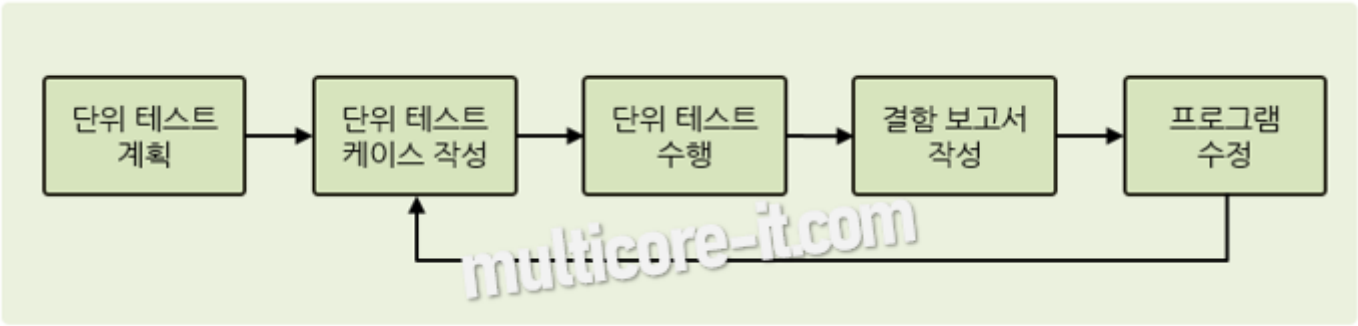 단위 테스트
계획
단위 테스트
케이스 작성
단위 테스트
수행
결함 보고서
작성
프로그램
수정
multicore-it.com